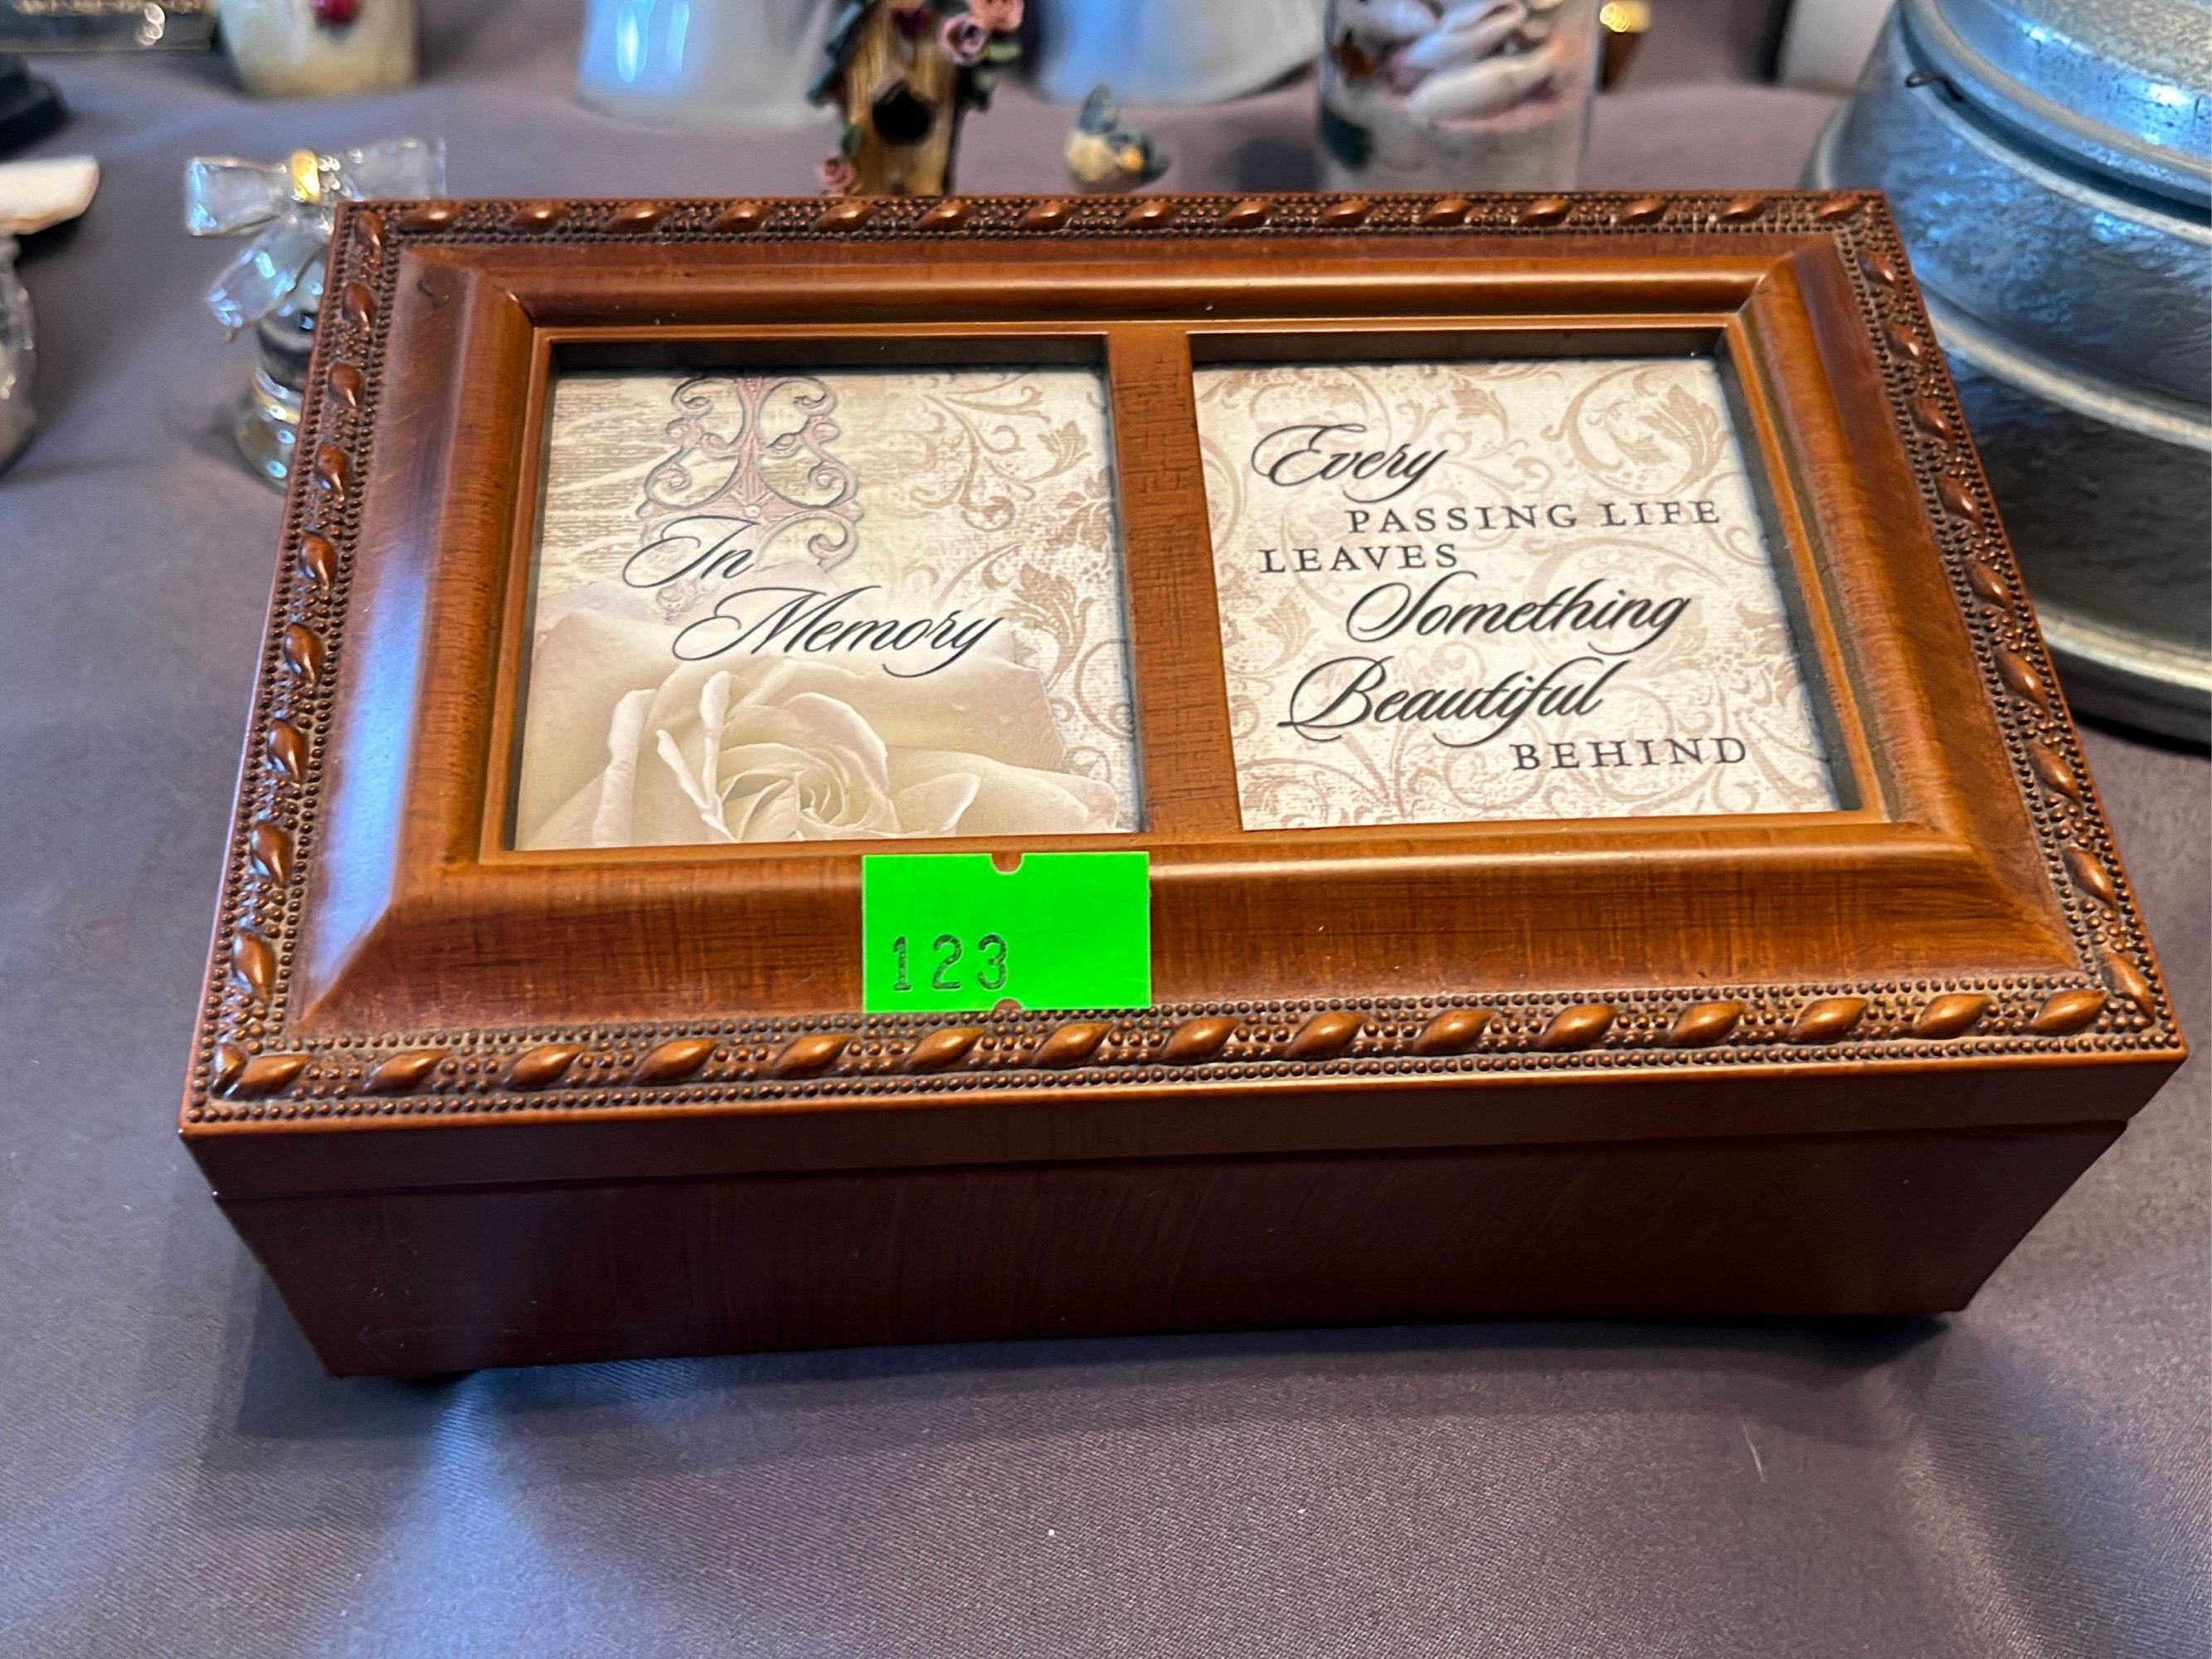 In
Memory
Every
PASSING LIFE
LEAVES
Something
Beautiful
BEHIND
123